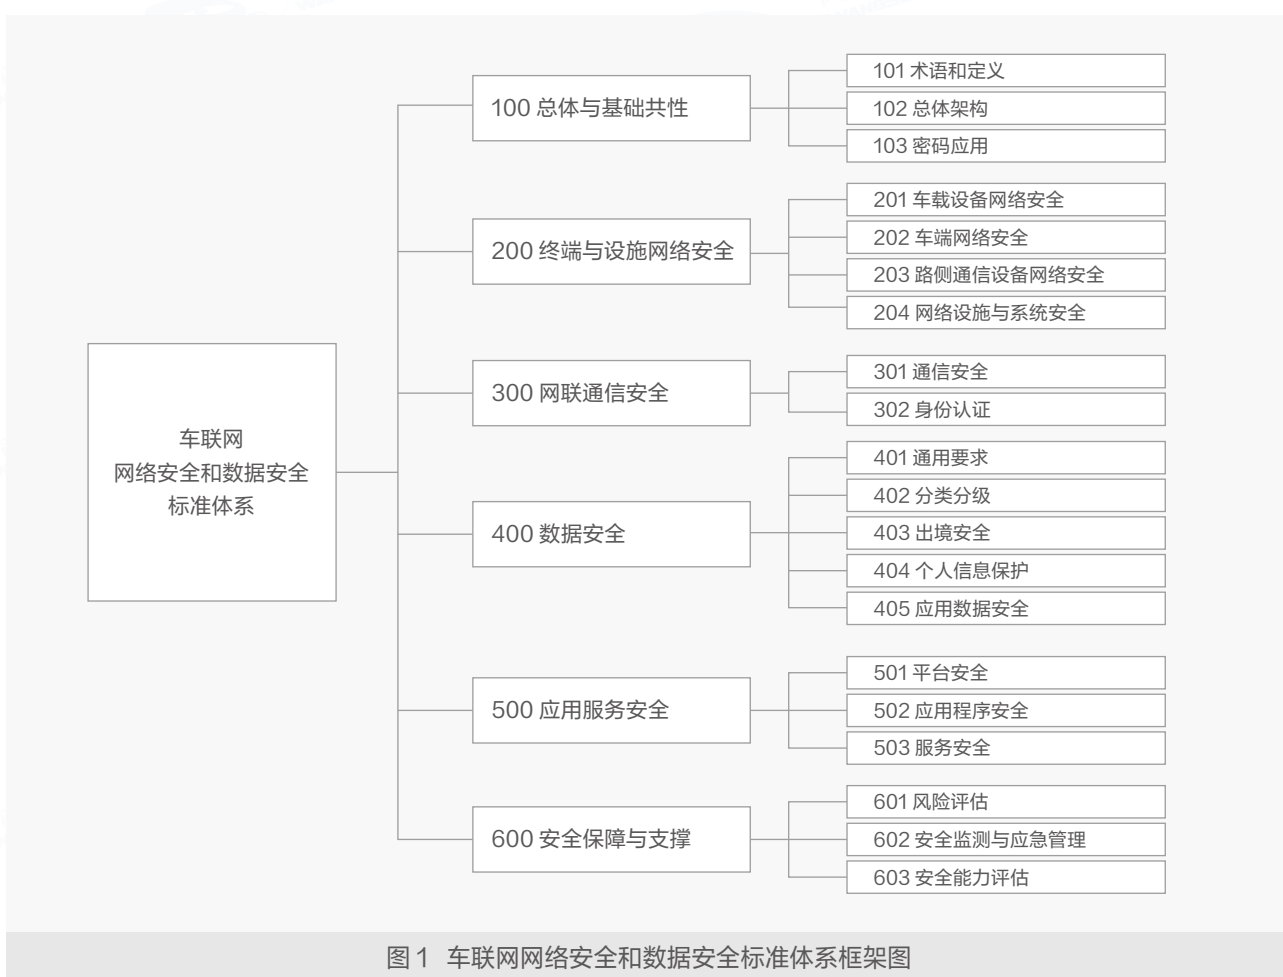 车联网
网络安全和数据安全
标准体系
100 总体与基础共性
101 术语和定义
102 总体架构
103 密码应用
200 终端与设施网络安全
201 车载设备网络安全
202 车端网络安全
203 路侧通信设备网络安全
204 网络设施与系统安全
300 网联通信安全
301 通信安全
302 身份认证
400 数据安全
401 通用要求
402 分类分级
403 出境安全
404 个人信息保护
405 应用数据安全
500 应用服务安全
501 平台安全
502 应用程序安全
503 服务安全
600 安全保障与支撑
601 风险评估
602 安全监测与应急管理
603 安全能力评估
图 1 车联网网络安全和数据安全标准体系框架图